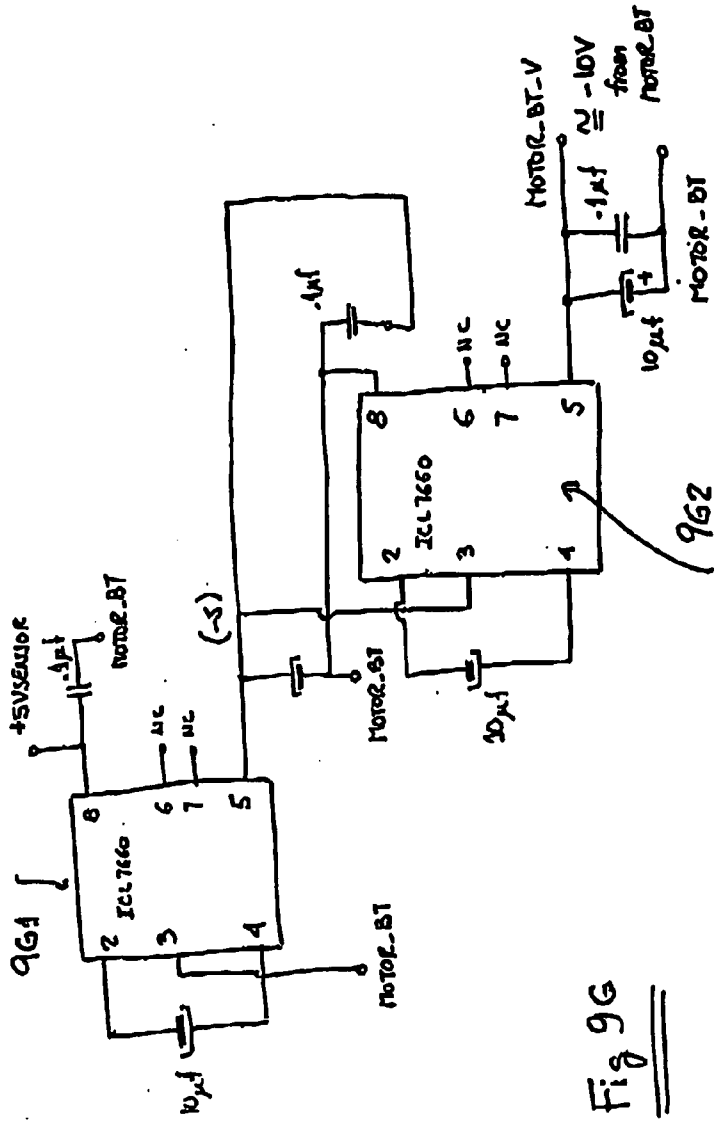 9G1
+5VSENSOR
.1µf
MOTOR_BT
8
2
ICL7660
NC
6
3
7
NC
4
5
10µf
MOTOR_BT
(-5)
MOTOR_BT
.1µf
8
2
ICL7660
6
NC
3
7
NC
4
5
10µf
9G2
MOTOR_BT_V
≅ -10V
from
MOTOR_BT
.1µf
10µf
+
MOTOR_BT
Fig 9G